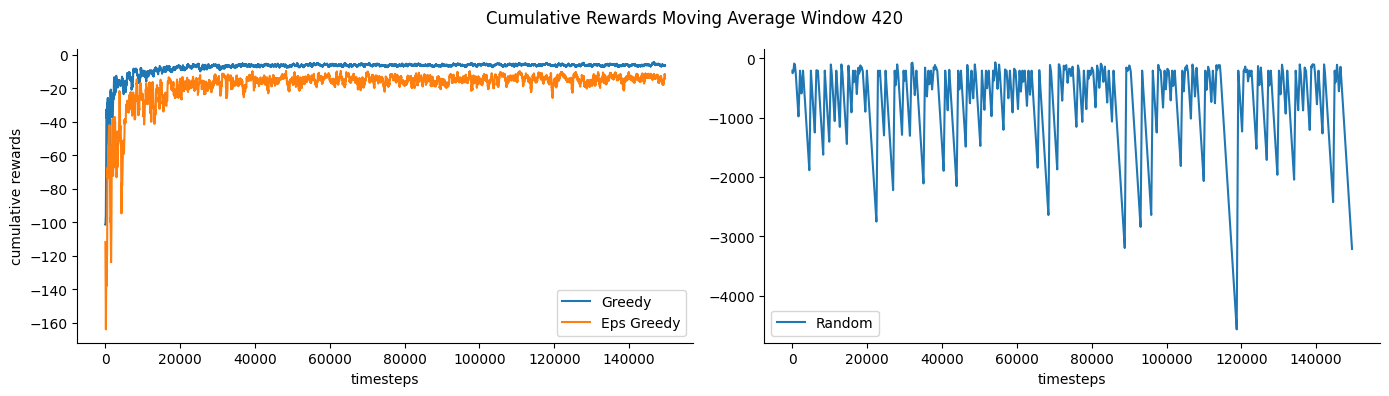 Cumulative Rewards Moving Average Window 420
cumulative rewards
0
−20
−40
−60
−80
−100
−120
−140
−160
0 20000 40000 60000 80000 100000 120000 140000
timesteps
Greedy
Eps Greedy
0
−1000
−2000
−3000
−4000
0 20000 40000 60000 80000 100000 120000 140000
timesteps
Random